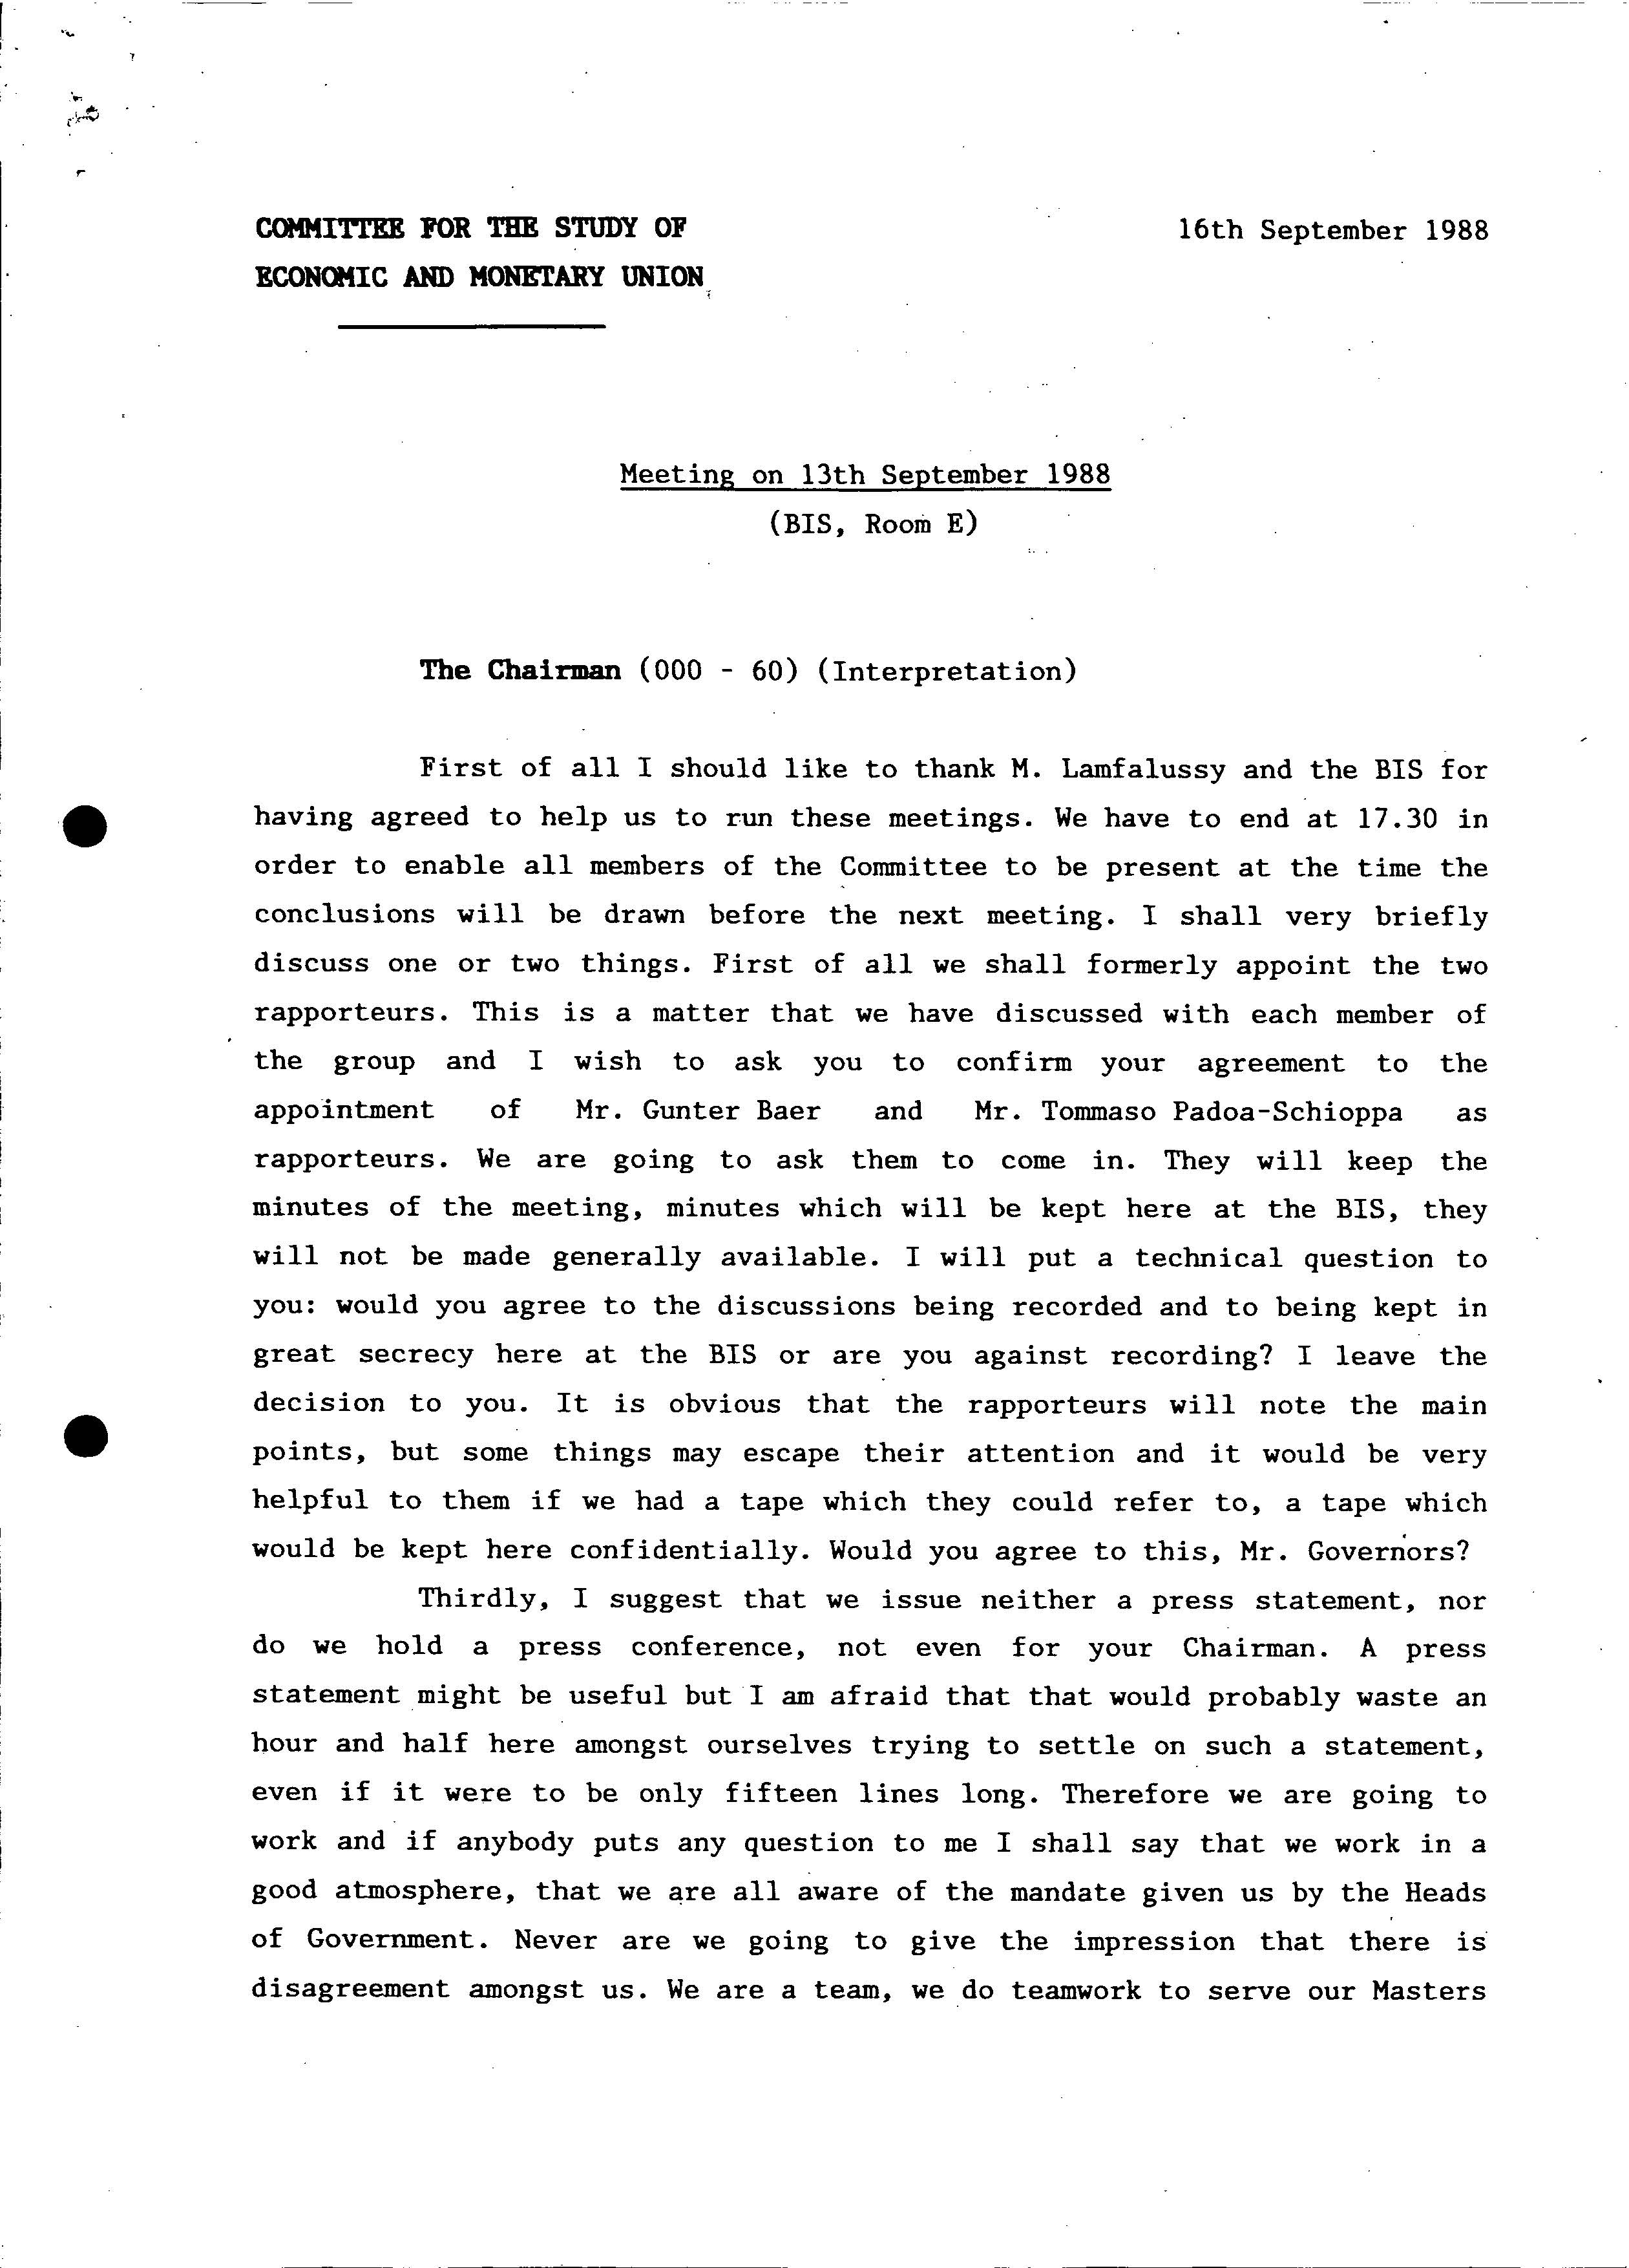 COMMITTEE FOR THE STUDY OF
16th September 1988
ECONOMIC AND MONETARY UNION
Meeting on 13th September 1988
(BIS, Room E)
The Chairman (000 - 60) (Interpretation)
First of all I should like to thank M. Lamfalussy and the BIS for
having agreed to help us to run these meetings. We have to end at 17.30 in
order to enable all members of the Committee to be present at the time the
conclusions will be drawn before the next meeting. I shall very briefly
discuss one or two things. First of all we shall formerly appoint the two
rapporteurs. This is a matter that we have discussed with each member of
the group and I wish to ask you to confirm your agreement to the
appointment of Mr. Gunter Baer and Mr. Tommaso Padoa-Schioppa as
rapporteurs. We are going to ask them to come in. They will keep the
minutes of the meeting, minutes which will be kept here at the BIS, they
will not be made generally available. I will put a technical question to
you: would you agree to the discussions being recorded and to being kept in
great secrecy here at the BIS or are you against recording? I leave the
decision to you. It is obvious that the rapporteurs will note the main
points, but some things may escape their attention and it would be very
helpful to them if we had a tape which they could refer to, a tape which
would be kept here confidentially. Would you agree to this, Mr. Governors?
Thirdly, I suggest that we issue neither a press statement, nor
do we hold a press conference, not even for your Chairman. A press
statement might be useful but I am afraid that that would probably waste an
hour and half here amongst ourselves trying to settle on such a statement,
even if it were to be only fifteen lines long. Therefore we are going to
work and if anybody puts any question to me I shall say that we work in a
good atmosphere, that we are all aware of the mandate given us by the Heads
of Government. Never are we going to give the impression that there is
disagreement amongst us. We are a team, we do teamwork to serve our Masters